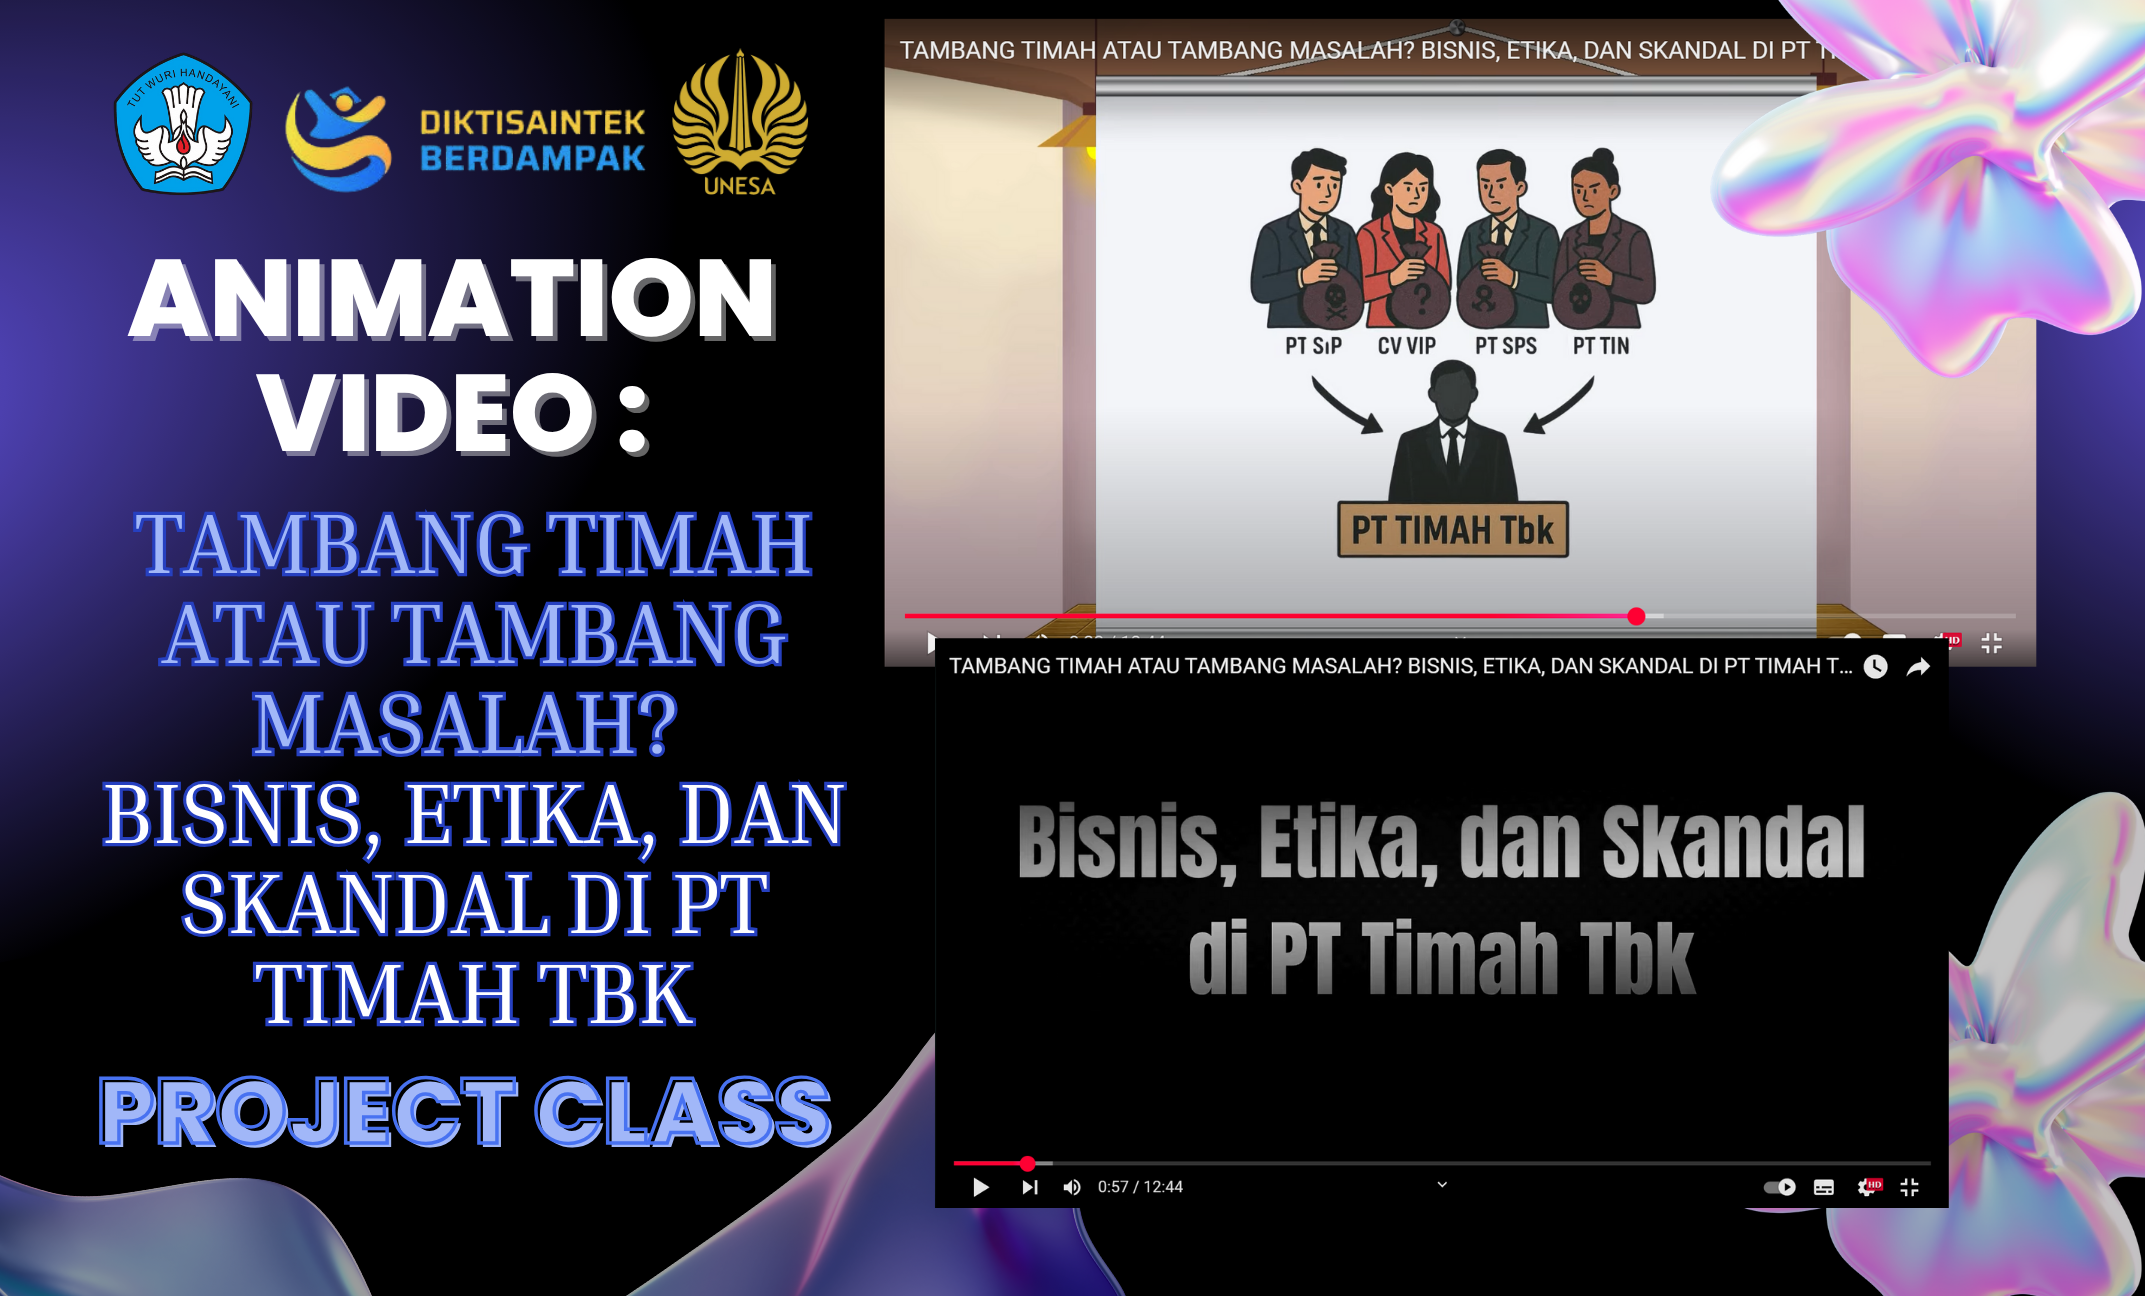 TUT WURI HANDAYANI
DIKTISAINTEK
BERDAMPAK
UNESA
ANIMATION
VIDEO :
TAMBANG TIMAH
ATAU TAMBANG
MASALAH?
BISNIS, ETIKA, DAN
SKANDAL DI PT
TIMAH TBK
PROJECT CLASS
TAMBANG TIMAH ATAU TAMBANG MASALAH? BISNIS, ETIKA, DAN SKANDAL DI PT
?
PT SIP CV VIP PT SPS PT TIN
PT TIMAH Tbk
TAMBANG TIMAH ATAU TAMBANG MASALAH? BISNIS, ETIKA, DAN SKANDAL DI PT TIMAH T...
Bisnis, Etika, dan Skandal
di PT Timah Tbk
0:57 / 12:44
HD